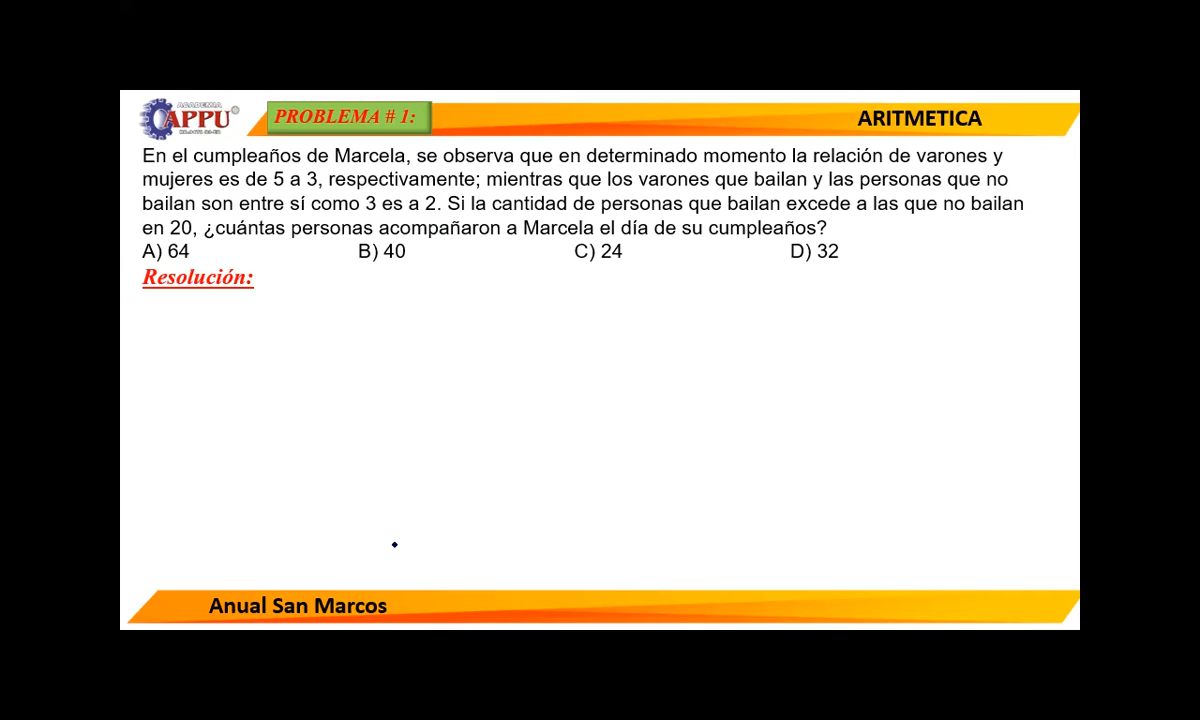 ACADEMIA
APPU
PROBLEMA # 1:
ARITMETICA
En el cumpleaños de Marcela, se observa que en determinado momento la relación de varones y
mujeres es de 5 a 3, respectivamente; mientras que los varones que bailan y las personas que no
bailan son entre sí como 3 es a 2. Si la cantidad de personas que bailan excede a las que no bailan
en 20, ¿cuántas personas acompañaron a Marcela el día de su cumpleaños?
A) 64 B) 40 C) 24 D) 32
Resolución:
Anual San Marcos